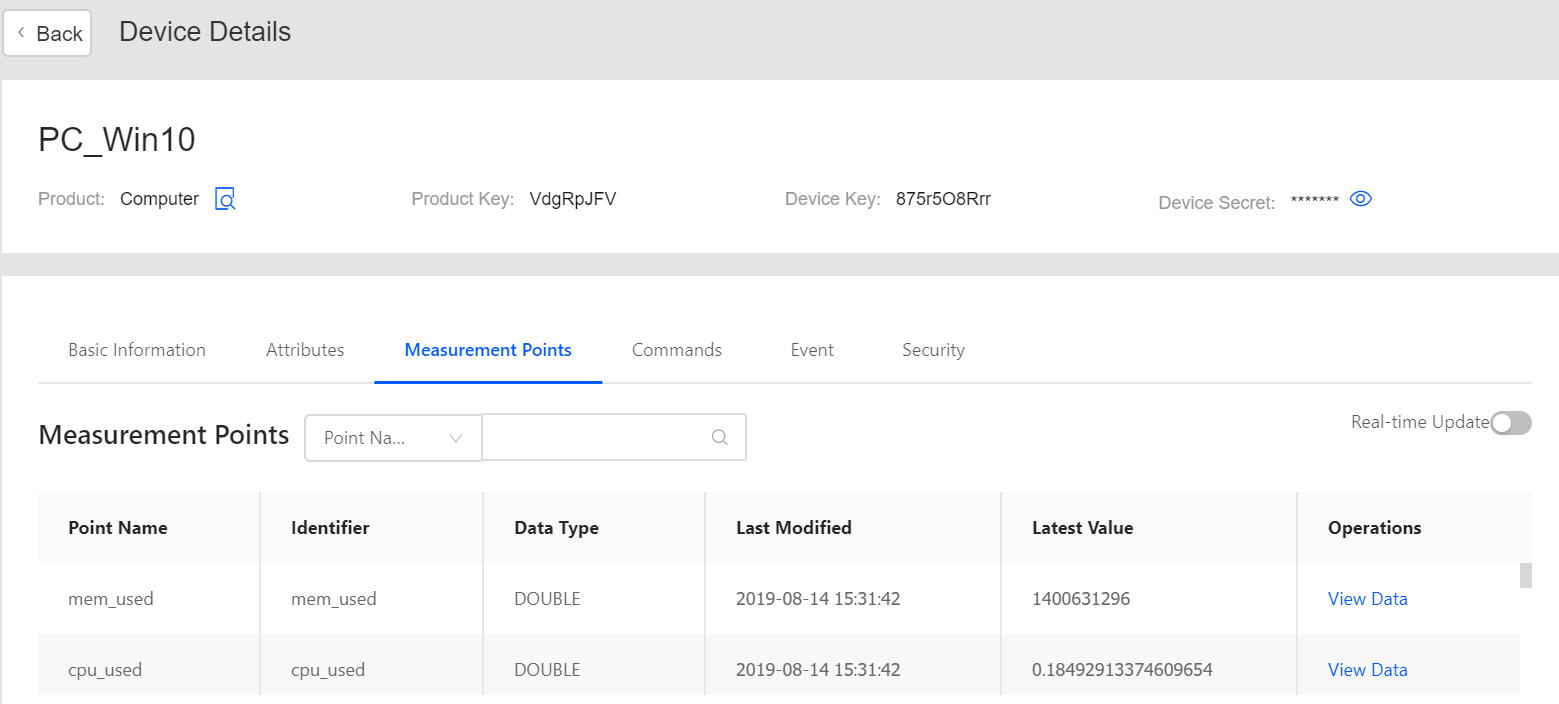 Back Device Details
PC_Win10
Product: Computer Product Key: VdgRpJFV Device Key: 875r5O8Rrr Device Secret: *******
Basic Information Attributes Measurement Points Commands Event Security
Measurement Points Point Na... Real-time Update
Point Name Identifier Data Type Last Modified Latest Value Operations
mem_used mem_used DOUBLE 2019-08-14 15:31:42 1400631296 View Data
cpu_used cpu_used DOUBLE 2019-08-14 15:31:42 0.18492913374609654 View Data